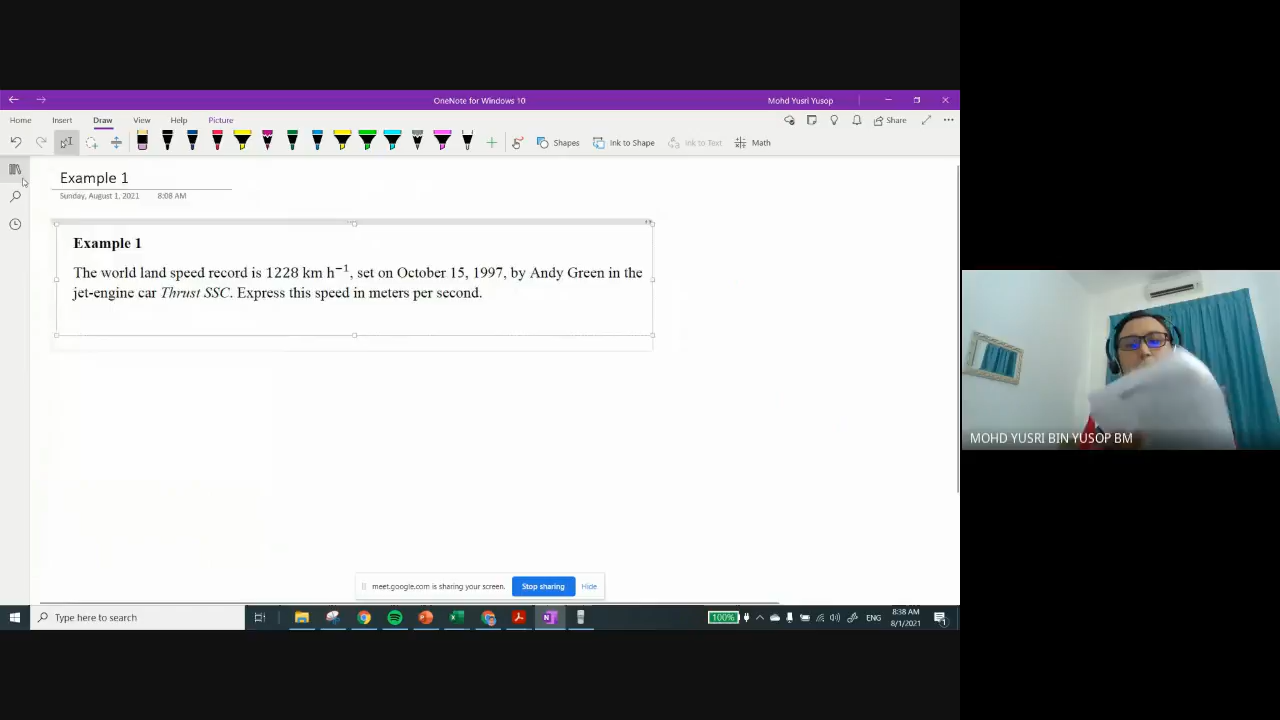 OneNote for Windows 10
Mohd Yusri Yusop
Home Insert Draw View Help Picture
Share
Shapes Ink to Shape Ink to Text Math
Example 1
Sunday, August 1, 2021 8:08 AM
Example 1
The world land speed record is 1228 km h⁻¹, set on October 15, 1997, by Andy Green in the
jet-engine car Thrust SSC. Express this speed in meters per second.
MOHD YUSRI BIN YUSOP BM
meet.google.com is sharing your screen. Stop sharing Hide
Type here to search
100%
ENG
8:38 AM
8/1/2021